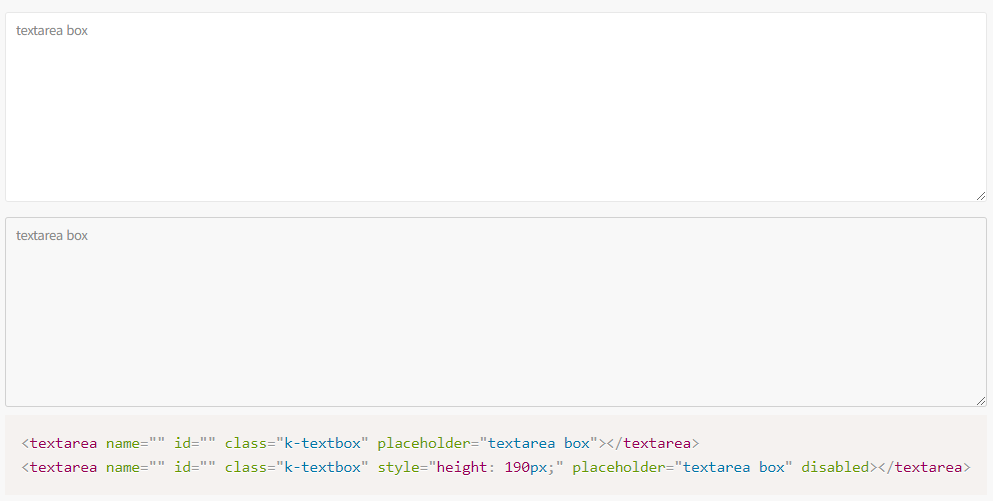 textarea box
textarea box
<textarea name="" id="" class="k-textbox" placeholder="textarea box"></textarea>
<textarea name="" id="" class="k-textbox" style="height: 190px;" placeholder="textarea box" disabled></textarea>